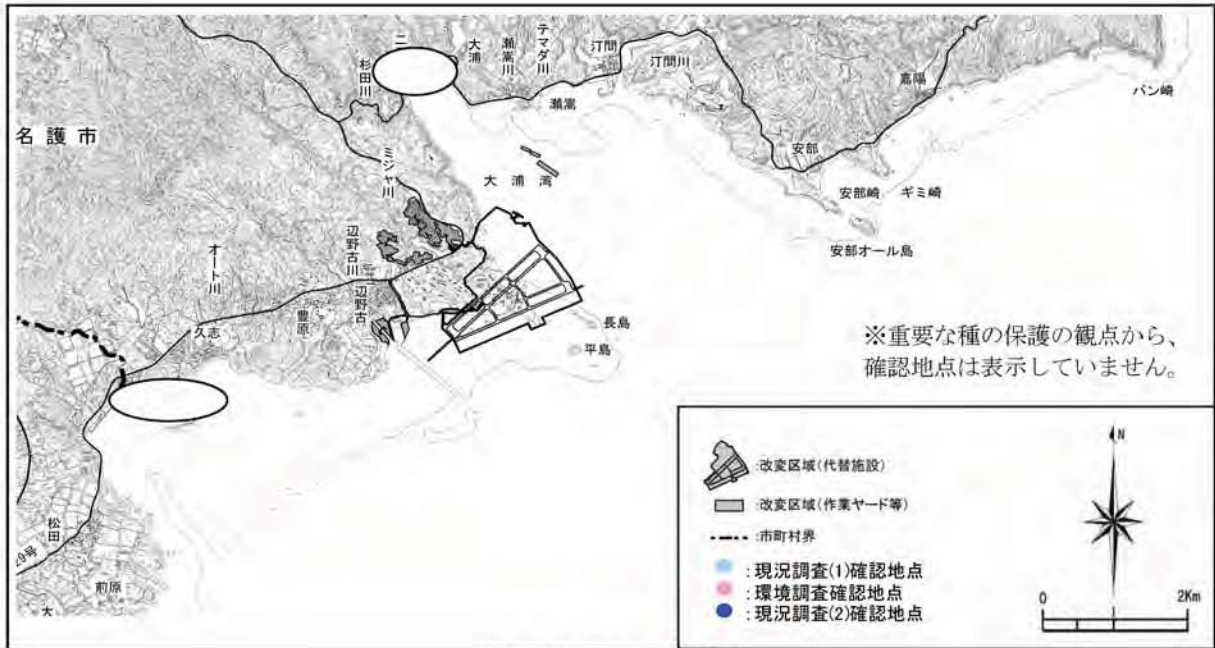 二
大浦
瀬嵩川
テマダ川
汀間
汀間川
杉田川
嘉陽
バン崎
瀬嵩
名護市
安部
ミジャ川
大浦湾
安部崎
ギミ崎
安部オール島
オート川
辺野古川
辺野古
豊原
久志
長島
平島
※重要な種の保護の観点から、
確認地点は表示していません。
:改変区域(代替施設)
:改変区域(作業ヤード等)
:市町村界
:現況調査(1)確認地点
:環境調査確認地点
:現況調査(2)確認地点
N
0 2Km
松田
29号
前原
大